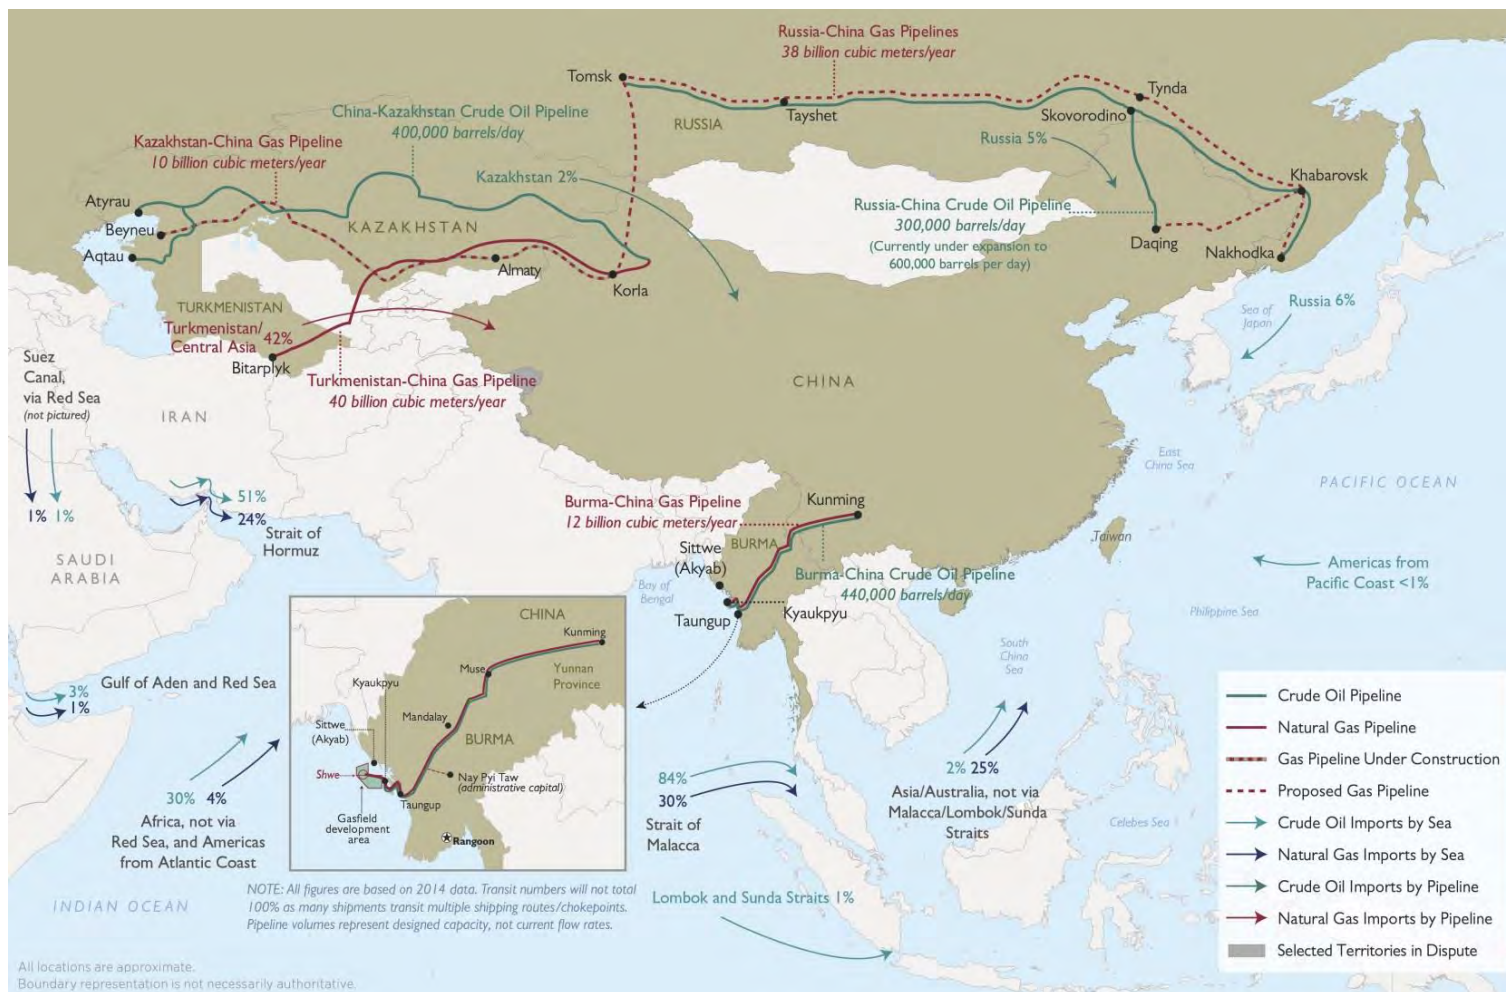 Russia-China Gas Pipelines
38 billion cubic meters/year
Tomsk
Tynda
Tayshet
Skovorodino
RUSSIA
China-Kazakhstan Crude Oil Pipeline
400,000 barrels/day
Kazakhstan-China Gas Pipeline
10 billion cubic meters/year
Russia 5%
Kazakhstan 2%
Khabarovsk
Atyrau
Beyneu
Aqtau
KAZAKHSTAN
Russia-China Crude Oil Pipeline
300,000 barrels/day
(Currently under expansion to
600,000 barrels per day)
Daqing
Nakhodka
Almaty
Korla
TURKMENISTAN
Turkmenistan/
Central Asia
42%
Bitarplyk
Sea of
Japan
Russia 6%
Suez
Canal,
via Red Sea
(not pictured)
Turkmenistan-China Gas Pipeline
40 billion cubic meters/year
CHINA
IRAN
1%
1%
51%
24%
Strait of
Hormuz
SAUDI
ARABIA
East
China Sea
PACIFIC OCEAN
Burma-China Gas Pipeline
12 billion cubic meters/year
Kunming
BURMA
Sittwe
(Akyab)
Taiwan
Bay of
Bengal
Burma-China Crude Oil Pipeline
440,000 barrels/day
Americas from
Pacific Coast <1%
Taungup
Kyaukpyu
Philippine Sea
South
China
Sea
CHINA
Kunming
Muse
Yunnan
Province
Kyaukpyu
Mandalay
Sittwe
(Akyab)
BURMA
Shwe
Nay Pyi Taw
(administrative capital)
Taungup
Gasfield
development
area
Rangoon
3%
1%
Gulf of Aden and Red Sea
30%
4%
Africa, not via
Red Sea, and Americas
from Atlantic Coast
84%
30%
Strait of
Malacca
2%
25%
Asia/Australia, not via
Malacca/Lombok/Sunda
Straits
Celebes Sea
Lombok and Sunda Straits 1%
INDIAN OCEAN
NOTE: All figures are based on 2014 data. Transit numbers will not total
100% as many shipments transit multiple shipping routes/chokepoints.
Pipeline volumes represent designed capacity, not current flow rates.
All locations are approximate.
Boundary representation is not necessarily authoritative.
Crude Oil Pipeline
Natural Gas Pipeline
Gas Pipeline Under Construction
Proposed Gas Pipeline
Crude Oil Imports by Sea
Natural Gas Imports by Sea
Crude Oil Imports by Pipeline
Natural Gas Imports by Pipeline
Selected Territories in Dispute